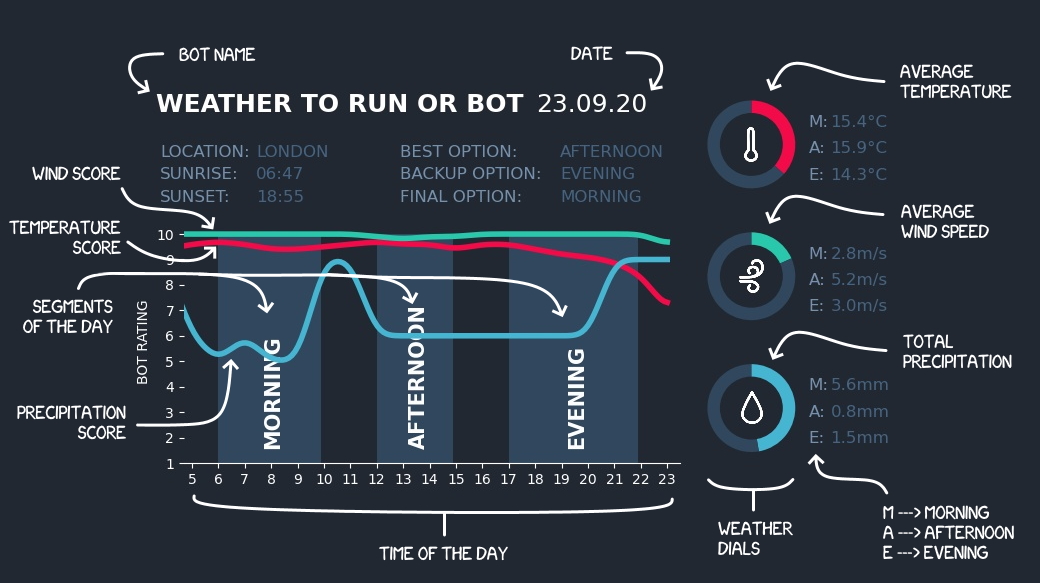 BOT NAME
DATE
WEATHER TO RUN OR BOT 23.09.20
AVERAGE
TEMPERATURE
M: 15.4°C
A: 15.9°C
E: 14.3°C
LOCATION: LONDON
SUNRISE: 06:47
SUNSET: 18:55
BEST OPTION: AFTERNOON
BACKUP OPTION: EVENING
FINAL OPTION: MORNING
WIND SCORE
TEMPERATURE
SCORE
SEGMENTS
OF THE DAY
PRECIPITATION
SCORE
BOT RATING
10
9
8
7
6
5
4
3
2
1
MORNING
AFTERNOON
EVENING
5 6 7 8 9 10 11 12 13 14 15 16 17 18 19 20 21 22 23
TIME OF THE DAY
AVERAGE
WIND SPEED
M: 2.8m/s
A: 5.2m/s
E: 3.0m/s
TOTAL
PRECIPITATION
M: 5.6mm
A: 0.8mm
E: 1.5mm
WEATHER
DIALS
M ---> MORNING
A ---> AFTERNOON
E ---> EVENING